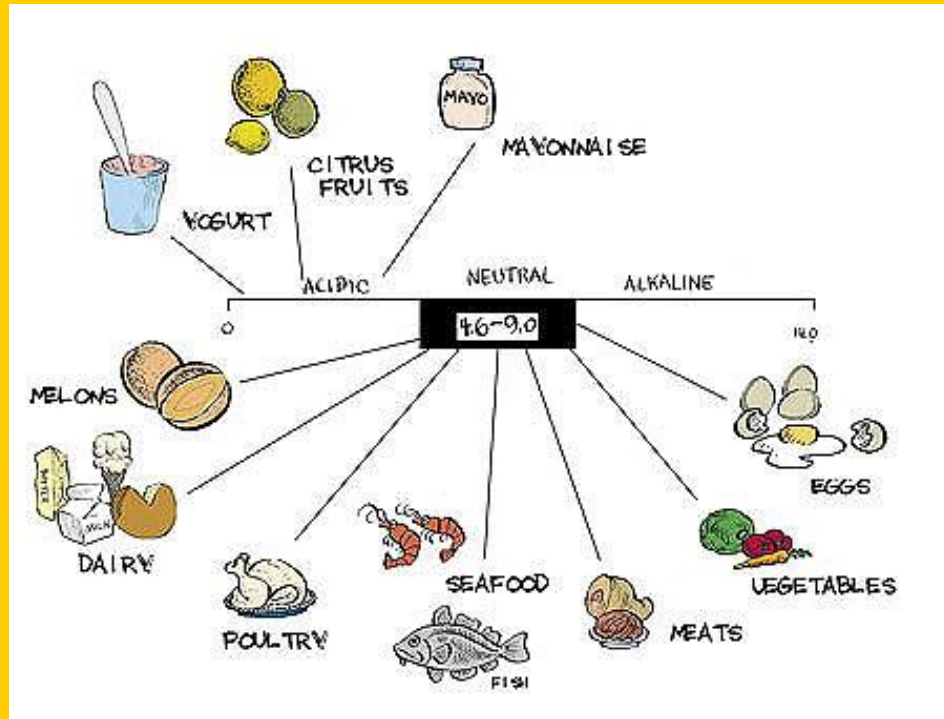 MAYO
MAYONNAISE
CITRUS
FRUITS
YOGURT
ACIDIC
NEUTRAL
ALKALINE
0
4.6-9.0
14.0
MELONS
EGGS
MILK
DAIRY
SEAFOOD
VEGETABLES
POULTRY
MEATS
FISH